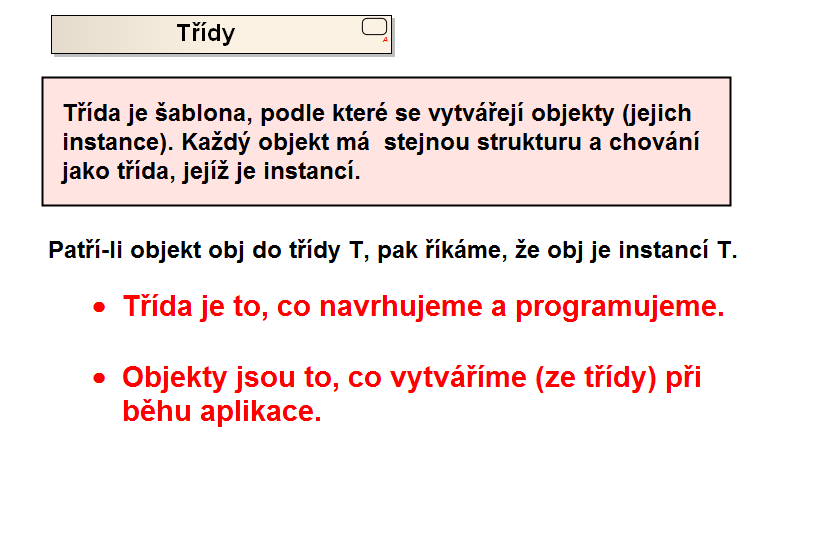 Třídy
A
Třída je šablona, podle které se vytvářejí objekty (jejich
instance). Každý objekt má  stejnou strukturu a chování
jako třída, jejíž je instancí.
Patří-li objekt obj do třídy T, pak říkáme, že obj je instancí T.
• Třída je to, co navrhujeme a programujeme.
• Objekty jsou to, co vytváříme (ze třídy) při
běhu aplikace.